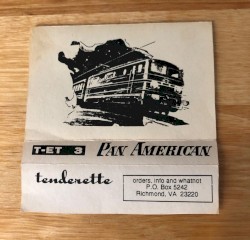 T-ET 3 PAN AMERICAN
tenderette
orders, info and whatnot
P.O. Box 5242
Richmond, VA 23220